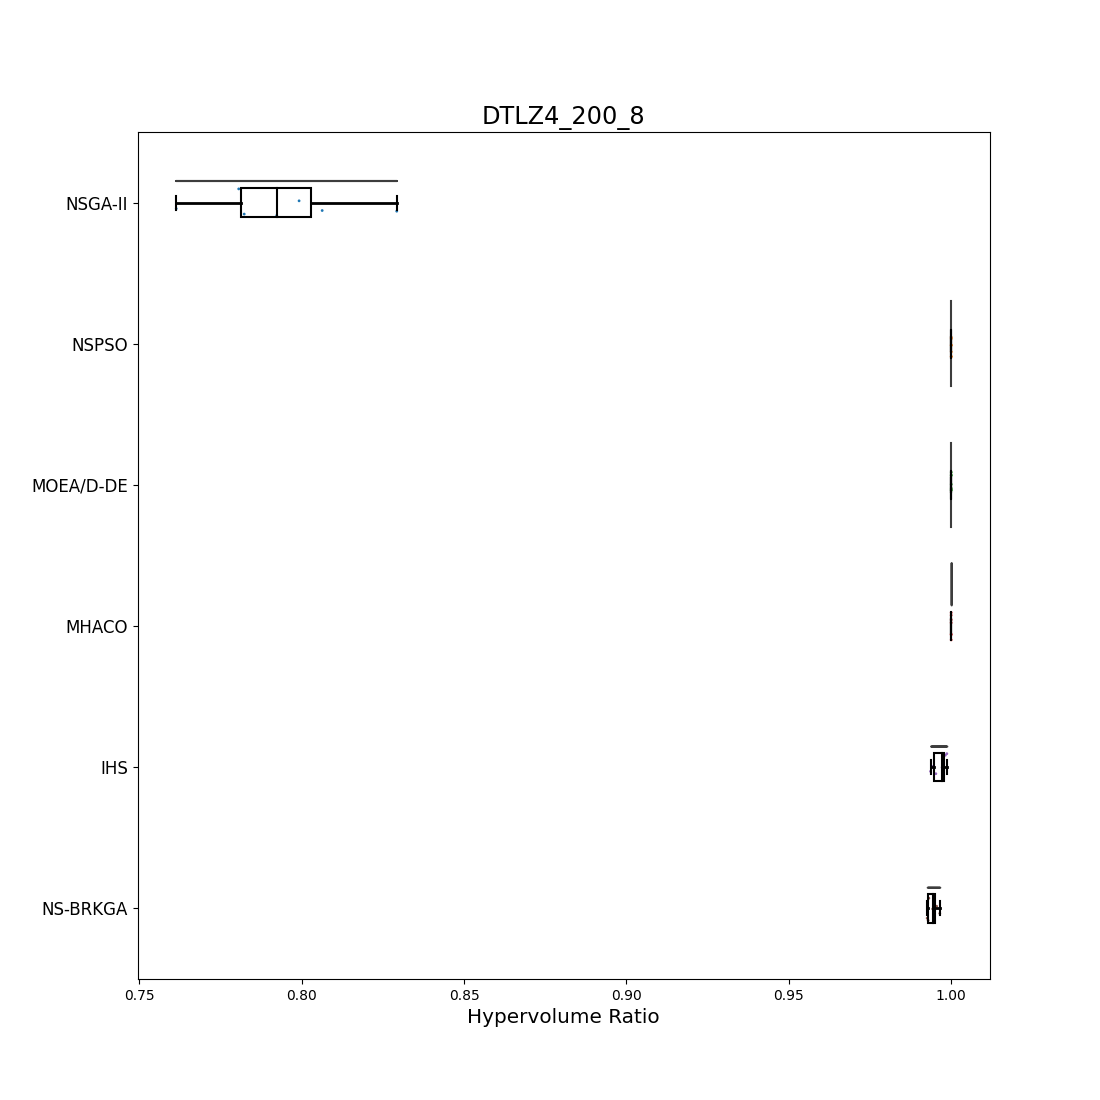 DTLZ4_200_8
NSGA-II
NSPSO
MOEA/D-DE
MHACO
IHS
NS-BRKGA
0.75 0.80 0.85 0.90 0.95 1.00
Hypervolume Ratio